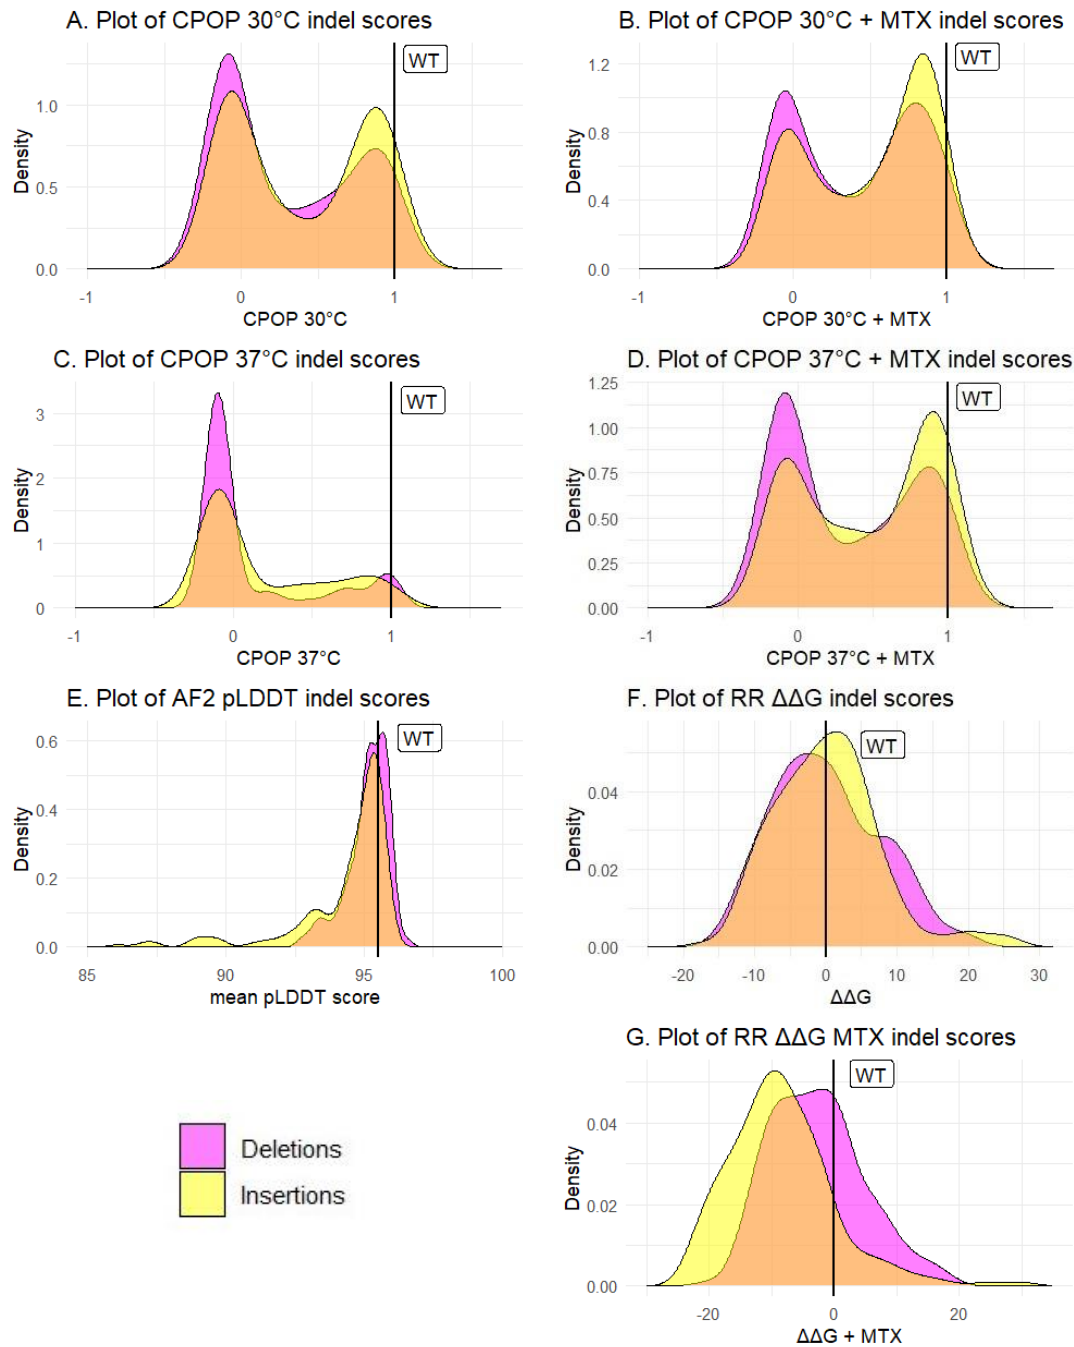 A. Plot of CPOP 30°C indel scores
WT
1.0
0.5
0.0
Density
-1 0 1
CPOP 30°C
B. Plot of CPOP 30°C + MTX indel scores
WT
1.2
0.8
0.4
0.0
Density
-1 0 1
CPOP 30°C + MTX
C. Plot of CPOP 37°C indel scores
WT
3
2
1
0
Density
-1 0 1
CPOP 37°C
D. Plot of CPOP 37°C + MTX indel scores
WT
1.25
1.00
0.75
0.50
0.25
0.00
Density
-1 0 1
CPOP 37°C + MTX
E. Plot of AF2 pLDDT indel scores
WT
0.6
0.4
0.2
0.0
Density
85 90 95 100
mean pLDDT score
F. Plot of RR ΔΔG indel scores
WT
0.04
0.02
0.00
Density
-20 -10 0 10 20 30
ΔΔG
G. Plot of RR ΔΔG MTX indel scores
WT
0.04
0.02
0.00
Density
-20 0 20
ΔΔG + MTX
Deletions
Insertions